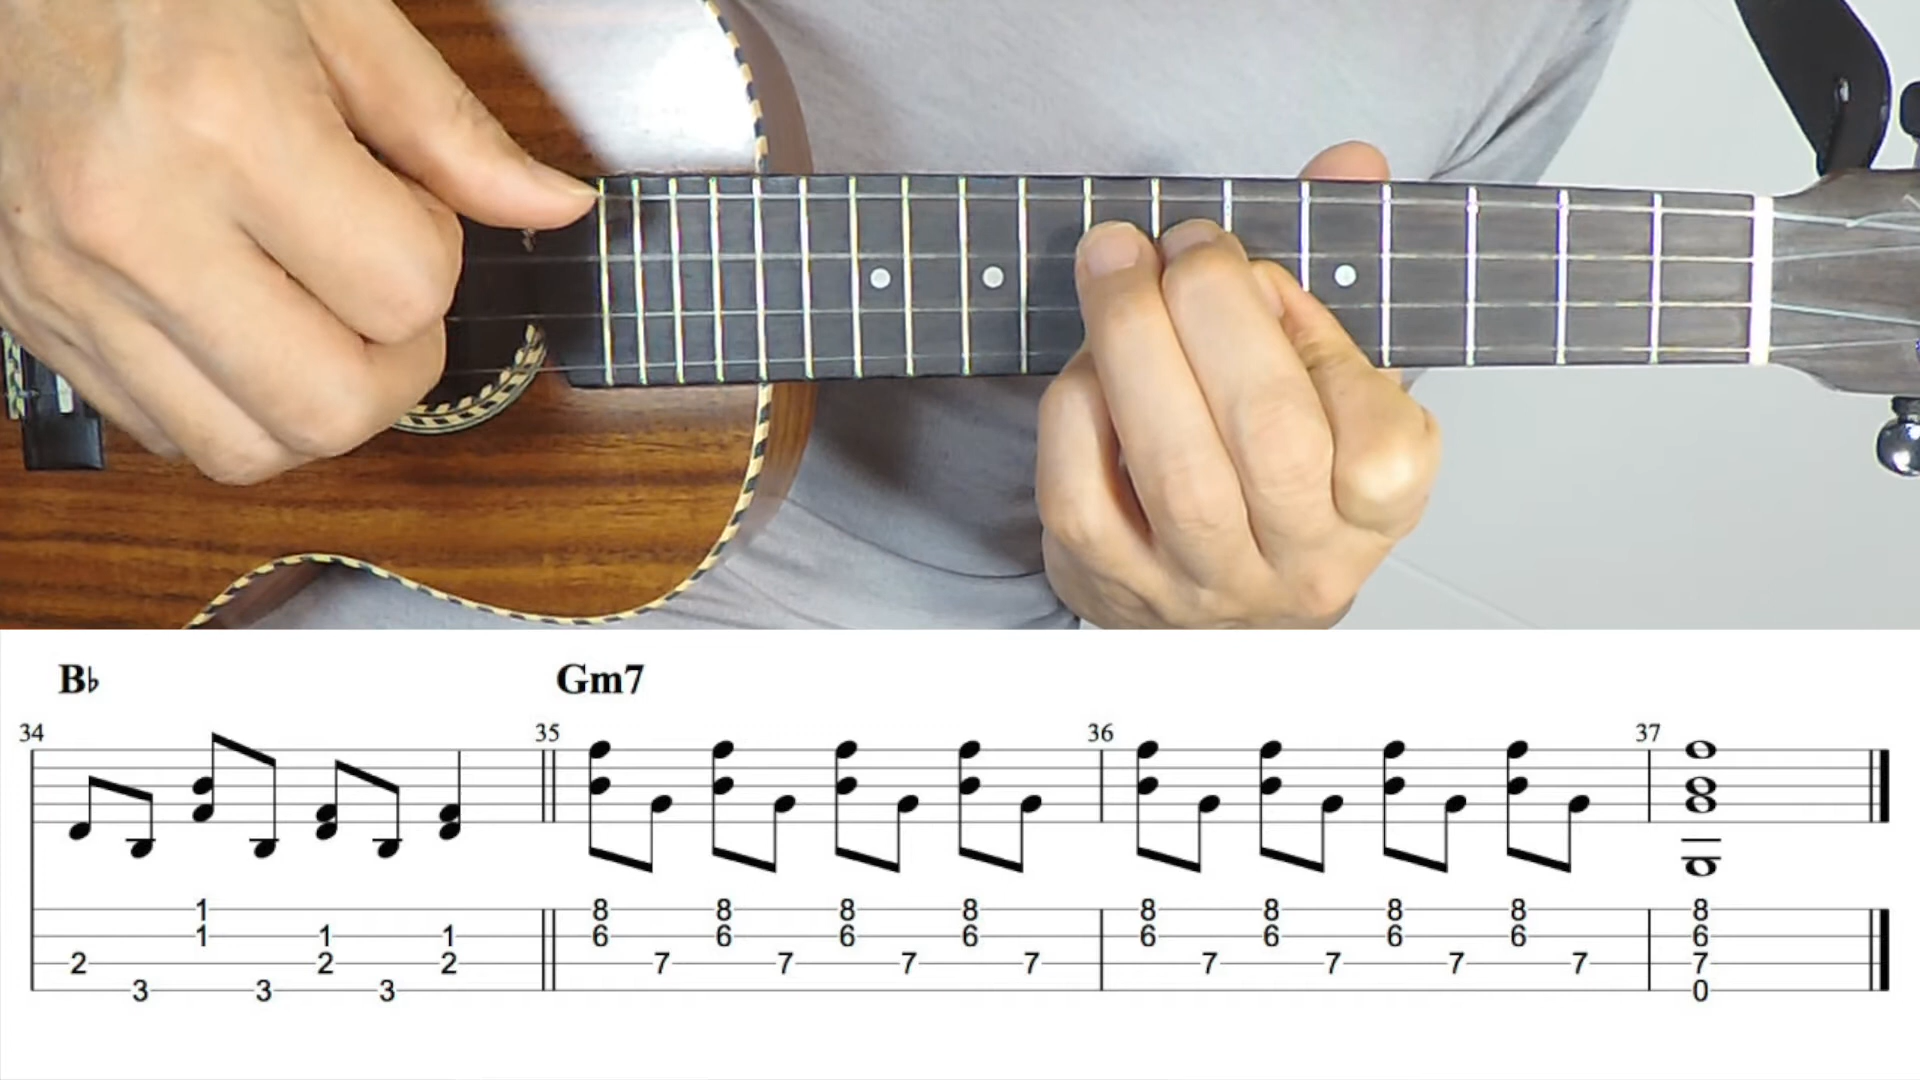 B♭ Gm7
34 35 36 37
1 8 8 8 8 8 8 8 8 8
1 1 1 6 6 6 6 6 6 6 6 6
2 2 2 7 7 7 7 7 7 7 7 7
3 3 3 0